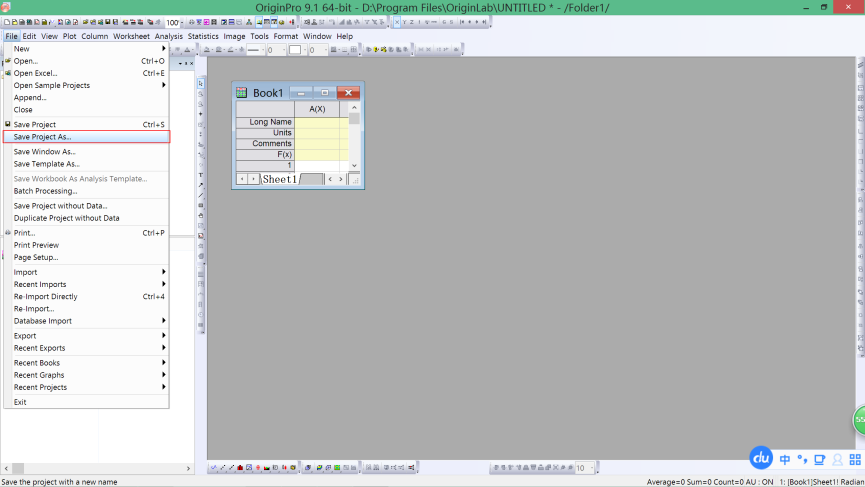 OriginPro 9.1 64-bit - D:\Program Files\OriginLab\UNTITLED * - /Folder1/
File Edit View Plot Column Worksheet Analysis Statistics Image Tools Format Window Help
100
0 0
New
Open... Ctrl+O
Open Excel... Ctrl+E
Open Sample Projects
Append...
Close
Save Project Ctrl+S
Save Project As...
Save Window As...
Save Template As...
Save Workbook As Analysis Template...
Batch Processing...
Save Project without Data...
Duplicate Project without Data
Print... Ctrl+P
Print Preview
Page Setup...
Import
Recent Imports
Re-Import Directly Ctrl+4
Re-Import...
Database Import
Export
Recent Exports
Recent Books
Recent Graphs
Recent Projects
Exit
Book1
A(X)
Long Name
Units
Comments
F(x)
1
Sheet1
55
du 中
10
Save the project with a new name
Average=0 Sum=0 Count=0 AU : ON 1: [Book1]Sheet1! Radian